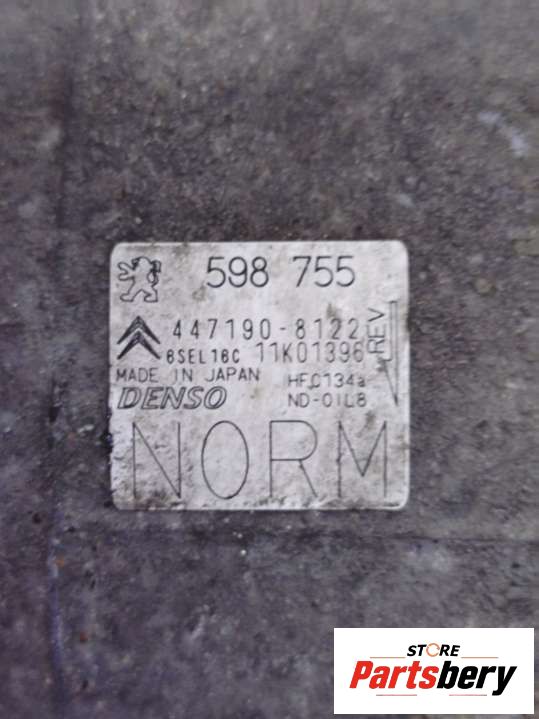 598 755
447190-8122
6SEL16C 11K01396
REV
MADE IN JAPAN HFC134a
DENSO ND-OIL8
NORM
STORE
Partsbery